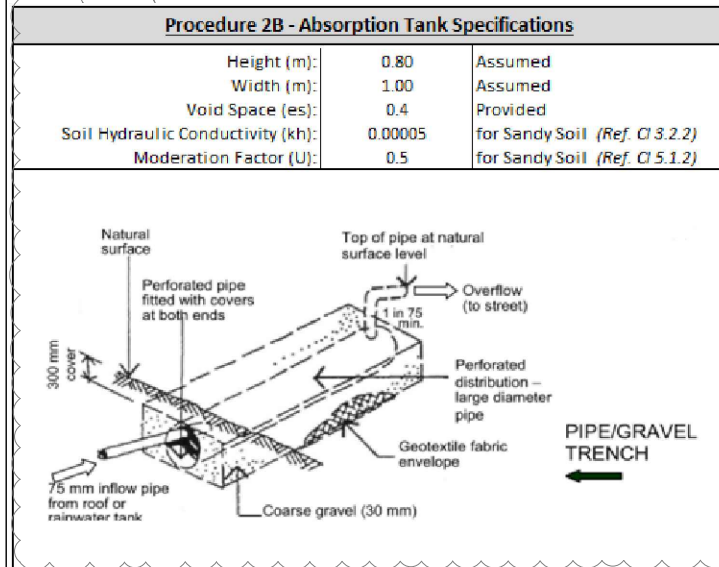 Procedure 2B - Absorption Tank Specifications
Height (m): 0.80 Assumed
Width (m): 1.00 Assumed
Void Space (es): 0.4 Provided
Soil Hydraulic Conductivity (kh): 0.00005 for Sandy Soil (Ref. Cl 3.2.2)
Moderation Factor (U): 0.5 for Sandy Soil (Ref. Cl 5.1.2)
Natural
surface
Top of pipe at natural
surface level
Perforated pipe
fitted with covers
at both ends
Overflow
(to street)
1 in 75
min.
300 mm
cover
Perforated
distribution –
large diameter
pipe
Geotextile fabric
envelope
PIPE/GRAVEL
TRENCH
75 mm inflow pipe
from roof or
rainwater tank
Coarse gravel (30 mm)